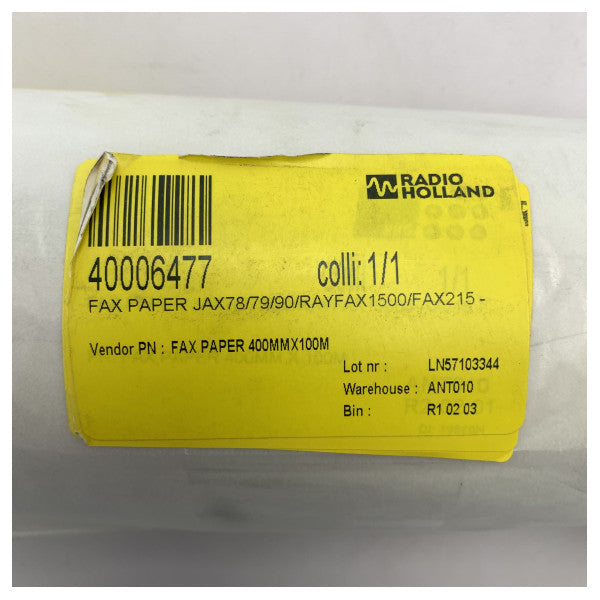 RADIO
HOLLAND
40006477 colli: 1/1
FAX PAPER JAX78/79/90/RAYFAX1500/FAX215 -
Vendor PN : FAX PAPER 400MMX100M
Lot nr : LN57103344
Warehouse : ANT010
Bin : R1 02 03